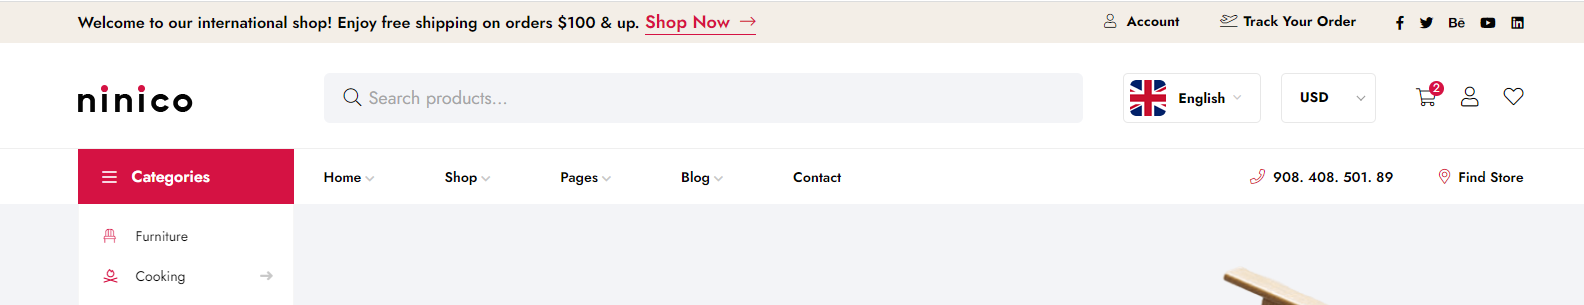 Welcome to our international shop! Enjoy free shipping on orders $100 & up. Shop Now
Account
Track Your Order
Bē
ninico
Search products...
English
USD
2
Categories
Home
Shop
Pages
Blog
Contact
908. 408. 501. 89
Find Store
Furniture
Cooking